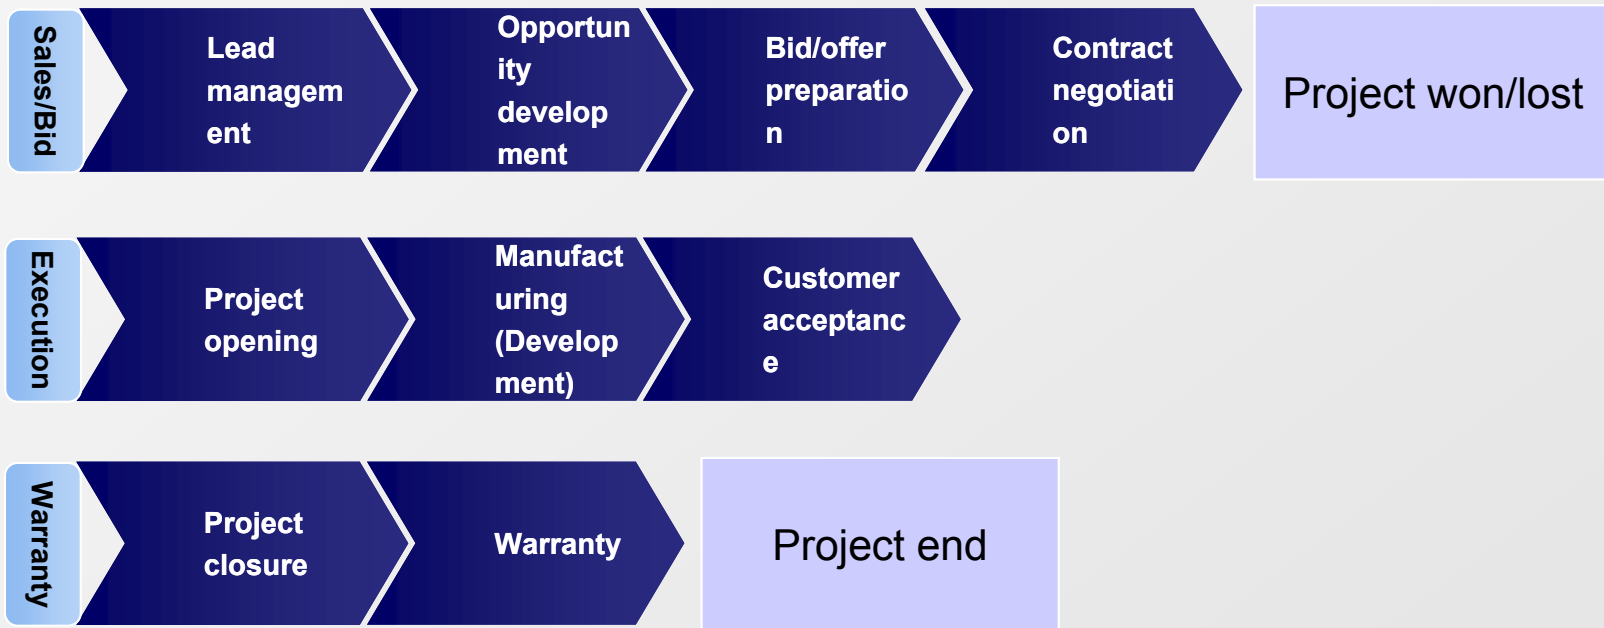 Sales/Bid
Lead
managem
ent
Opportun
ity
develop
ment
Bid/offer
preparatio
n
Contract
negotiati
on
Project won/lost
Execution
Project
opening
Manufact
uring
(Develop
ment)
Customer
acceptanc
e
Warranty
Project
closure
Warranty
Project end